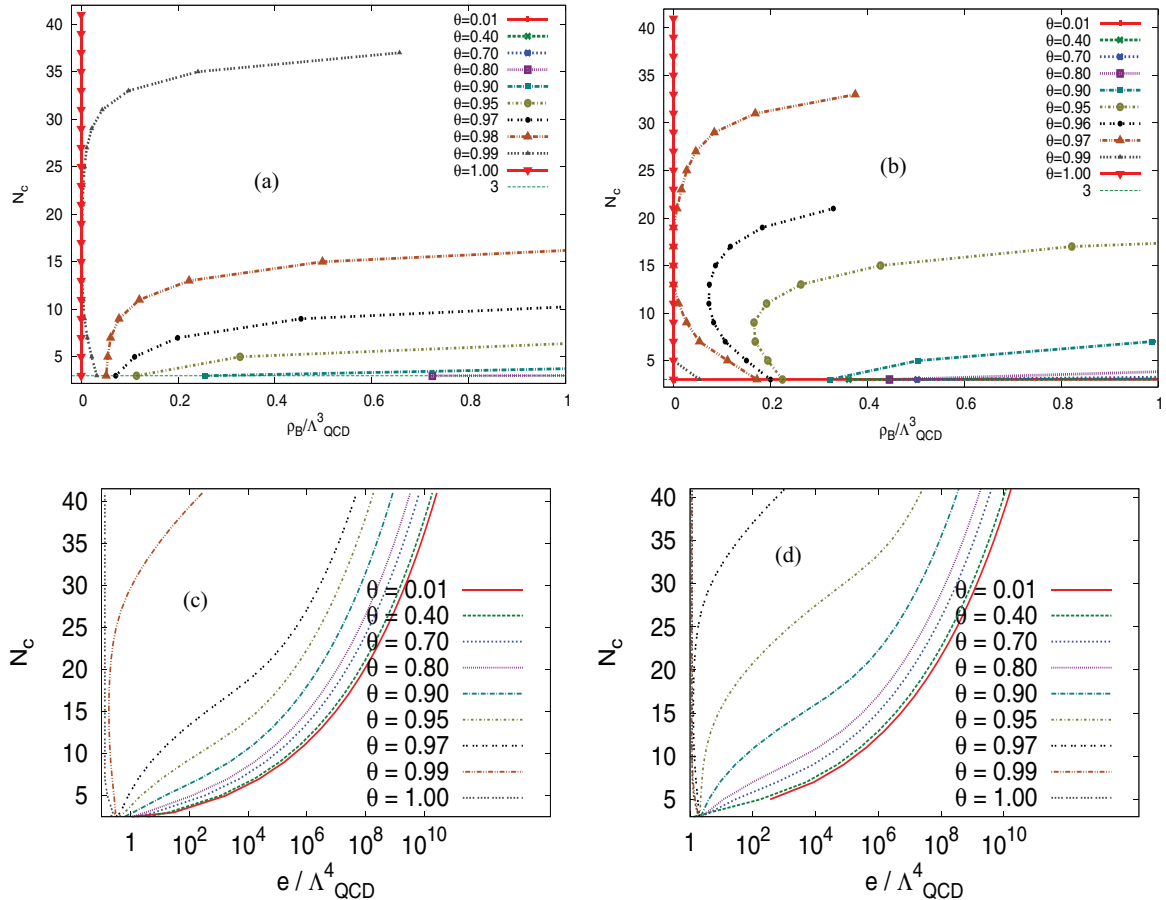 40
35
30
25
20
15
10
5
N_c
0
0.2
0.4
0.6
0.8
1
ρ_B/Λ^3_QCD
(a)
θ=0.01
θ=0.40
θ=0.70
θ=0.80
θ=0.90
θ=0.95
θ=0.97
θ=0.98
θ=0.99
θ=1.00
3
40
35
30
25
20
15
10
5
N_c
0
0.2
0.4
0.6
0.8
1
ρ_B/Λ^3_QCD
(b)
θ=0.01
θ=0.40
θ=0.70
θ=0.80
θ=0.90
θ=0.95
θ=0.96
θ=0.97
θ=0.99
θ=1.00
3
40
35
30
25
20
15
10
5
N_c
1
10^2
10^4
10^6
10^8
10^10
e / Λ^4_QCD
(c)
θ = 0.01
θ = 0.40
θ = 0.70
θ = 0.80
θ = 0.90
θ = 0.95
θ = 0.97
θ = 0.99
θ = 1.00
40
35
30
25
20
15
10
5
N_c
1
10^2
10^4
10^6
10^8
10^10
e / Λ^4_QCD
(d)
θ = 0.01
θ = 0.40
θ = 0.70
θ = 0.80
θ = 0.90
θ = 0.95
θ = 0.97
θ = 0.99
θ = 1.00